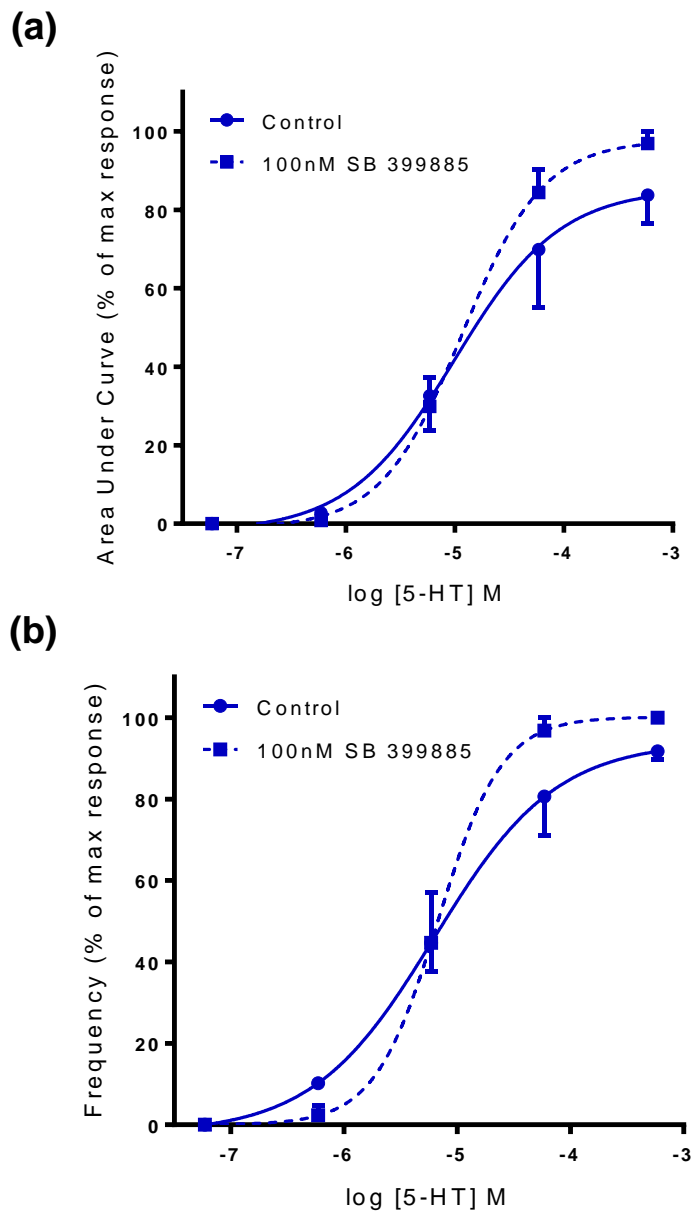 (a)
Area Under Curve (% of max response)
100
80
60
40
20
0
Control
100nM SB 399885
-7 -6 -5 -4 -3
log [5-HT] M
(b)
Frequency (% of max response)
100
80
60
40
20
0
Control
100nM SB 399885
-7 -6 -5 -4 -3
log [5-HT] M